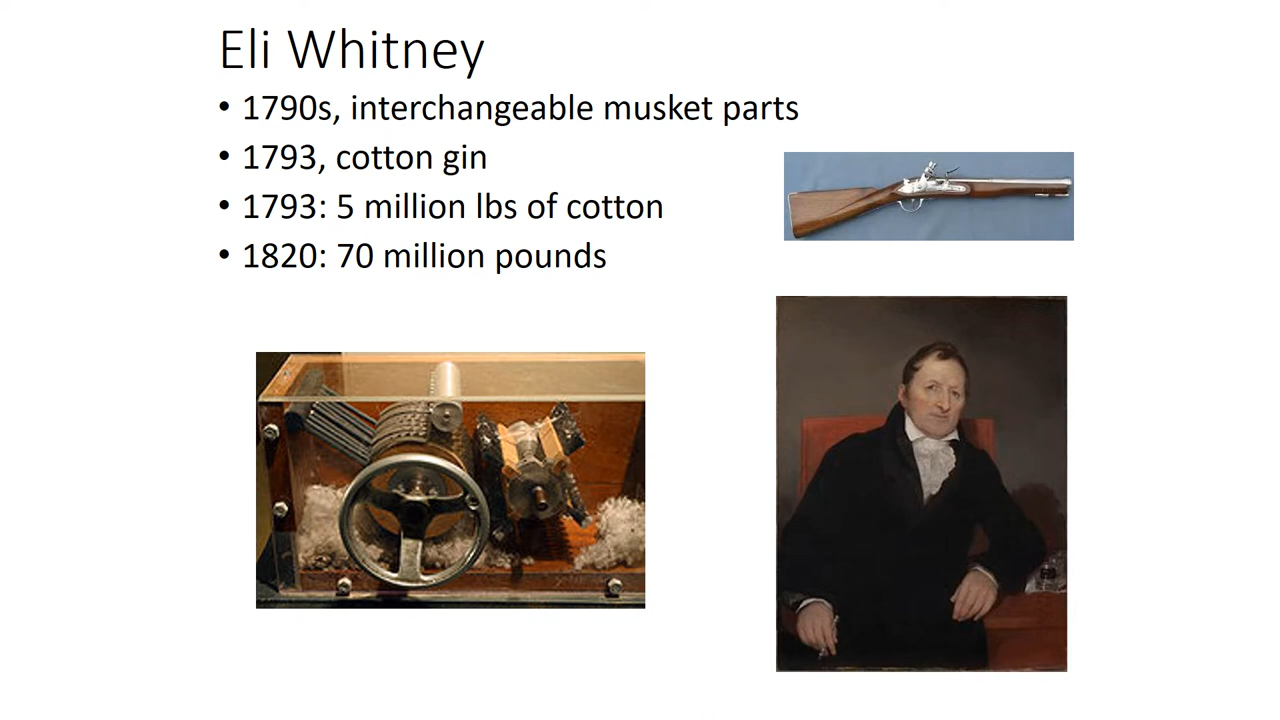 Eli Whitney
• 1790s, interchangeable musket parts
• 1793, cotton gin
• 1793: 5 million lbs of cotton
• 1820: 70 million pounds